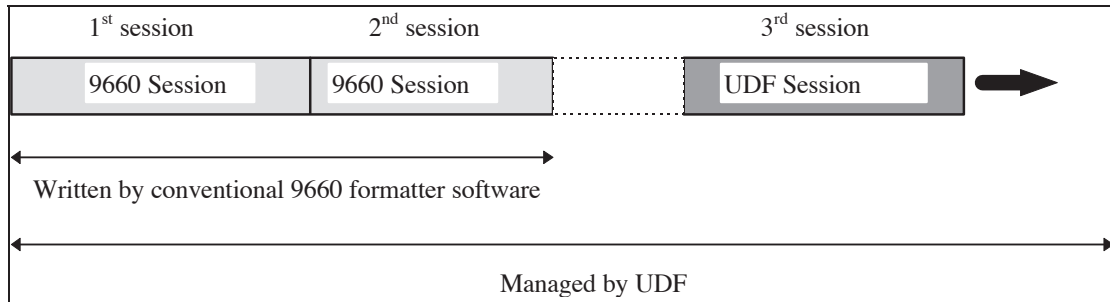 1st session 2nd session 3rd session
9660 Session 9660 Session UDF Session
Written by conventional 9660 formatter software
Managed by UDF